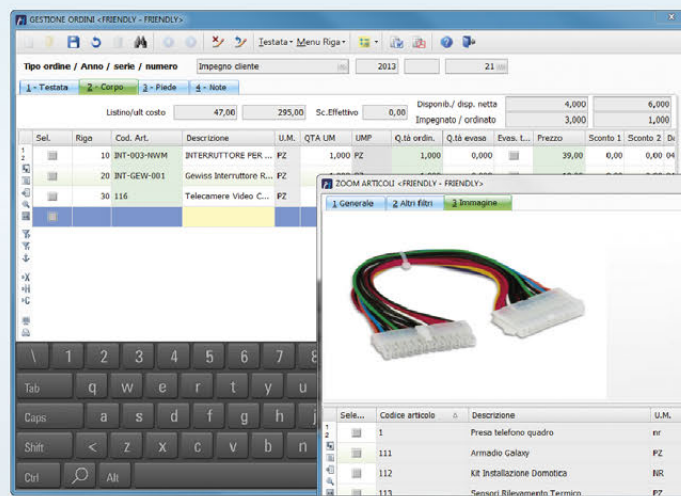 GESTIONE ORDINI <FRIENDLY - FRIENDLY>
Testata Menu Riga
Tipo ordine / Anno / serie / numero Impegno cliente 2013 21
1 - Testata 2 - Corpo 3 - Piede 4 - Note
Listino/ult costo 47,00 295,00 Sc.Effettivo 0,00 Disponib./ disp. netta 4,000 6,000
Impegnato / ordinato 3,000 1,000
Sel. Riga Cod. Art. Descrizione U.M. QTA UM UMP Q.tà ordin. Q.tà evasa Evas. t... Prezzo Sconto 1 Sconto 2
10 INT-003-NWM INTERRUTTORE PER ... PZ 1,000 PZ 1,000 0,000 39,00 0,00 0,00 04
20 INT-GEW-001 Gewiss Interruttore R... PZ
30 116 Telecamere Video C... PZ
ZOOM ARTICOLI <FRIENDLY - FRIENDLY>
1 Generale 2 Altri filtri 3 Immagine
\ 1 2 3 4 5 6 7 8
Tab q w e r t y u
Caps a s d f g h j
Shift < z x c v b n
Ctrl Alt
Sele... Codice articolo Descrizione U.M.
1 Presa telefono quadro nr
111 Armadio Galaxy PZ
112 Kit Installazione Domotica NR
113 Sensori Rilevamento Termico PZ